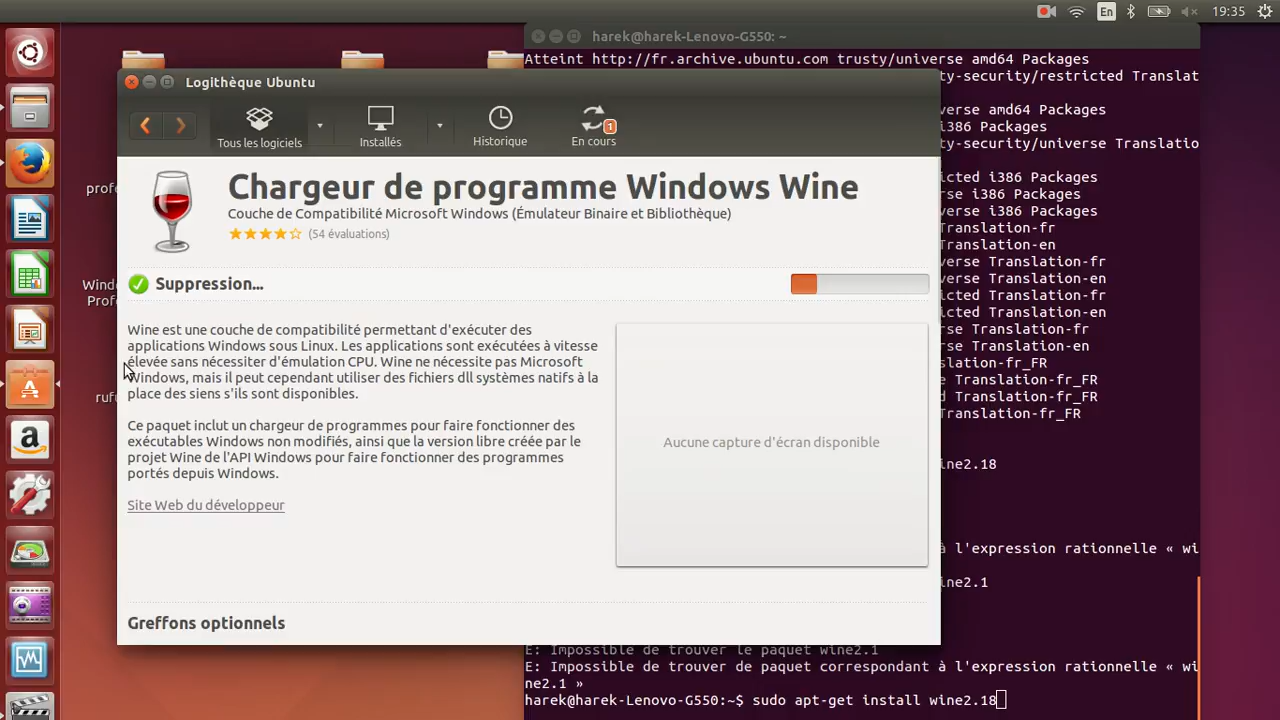 En
19:35
harek@harek-Lenovo-G550: ~
Atteint http://fr.archive.ubuntu.com trusty/universe amd64 Packages
ty-security/restricted Translat
erse amd64 Packages
i386 Packages
ty-security/universe Translatio
icted i386 Packages
rse i386 Packages
erse i386 Packages
Translation-fr
Translation-en
icted Translation-fr
erse Translation-fr
erse Translation-en
icted Translation-fr
icted Translation-en
rse Translation-fr
rse Translation-en
slation-fr_FR
e Translation-fr_FR
d Translation-fr_FR
Translation-fr_FR
ine2.18
à l'expression rationnelle « wi
ine2.1
E: Impossible de trouver le paquet wine2.1
E: Impossible de trouver de paquet correspondant à l'expression rationnelle « wi
ne2.1 »
harek@harek-Lenovo-G550:~$ sudo apt-get install wine2.18
Logithèque Ubuntu
Tous les logiciels
Installés
Historique
En cours
1
Chargeur de programme Windows Wine
Couche de Compatibilité Microsoft Windows (Émulateur Binaire et Bibliothèque)
(54 évaluations)
Suppression...
Wine est une couche de compatibilité permettant d'exécuter des
applications Windows sous Linux. Les applications sont exécutées à vitesse
élevée sans nécessiter d'émulation CPU. Wine ne nécessite pas Microsoft
Windows, mais il peut cependant utiliser des fichiers dll systèmes natifs à la
place des siens s'ils sont disponibles.
Ce paquet inclut un chargeur de programmes pour faire fonctionner des
exécutables Windows non modifiés, ainsi que la version libre créée par le
projet Wine de l'API Windows pour faire fonctionner des programmes
portés depuis Windows.
Site Web du développeur
Aucune capture d'écran disponible
Greffons optionnels
profe
Windo
Profe
rufu